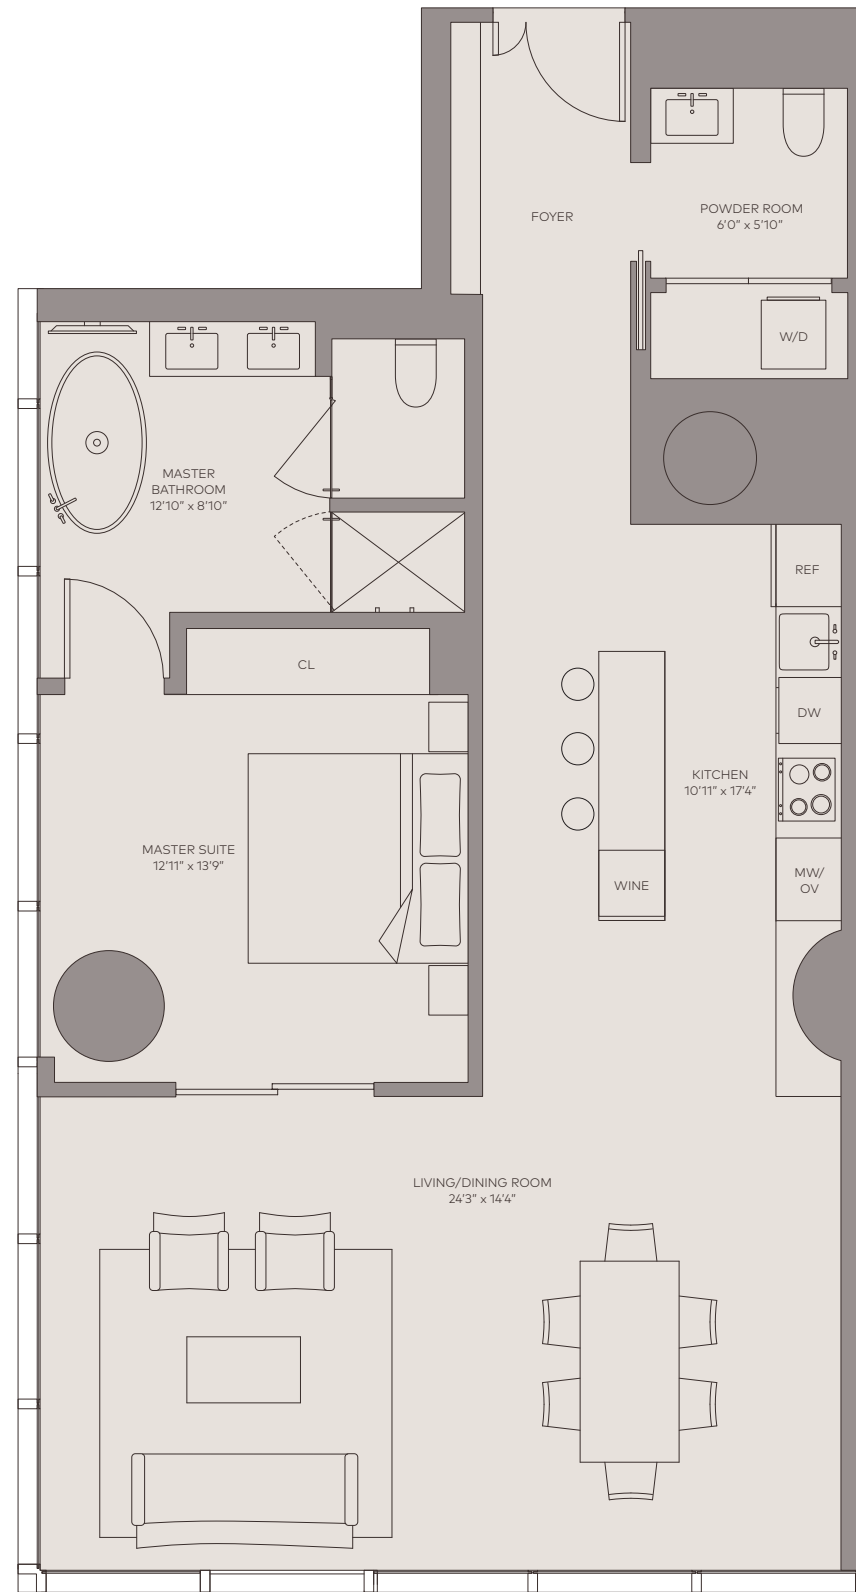 FOYER
POWDER ROOM
6'0" x 5'10"
W/D
MASTER
BATHROOM
12'10" x 8'10"
REF
CL
DW
KITCHEN
10'11" x 17'4"
MASTER SUITE
12'11" x 13'9"
WINE
MW/
OV
LIVING/DINING ROOM
24'3" x 14'4"